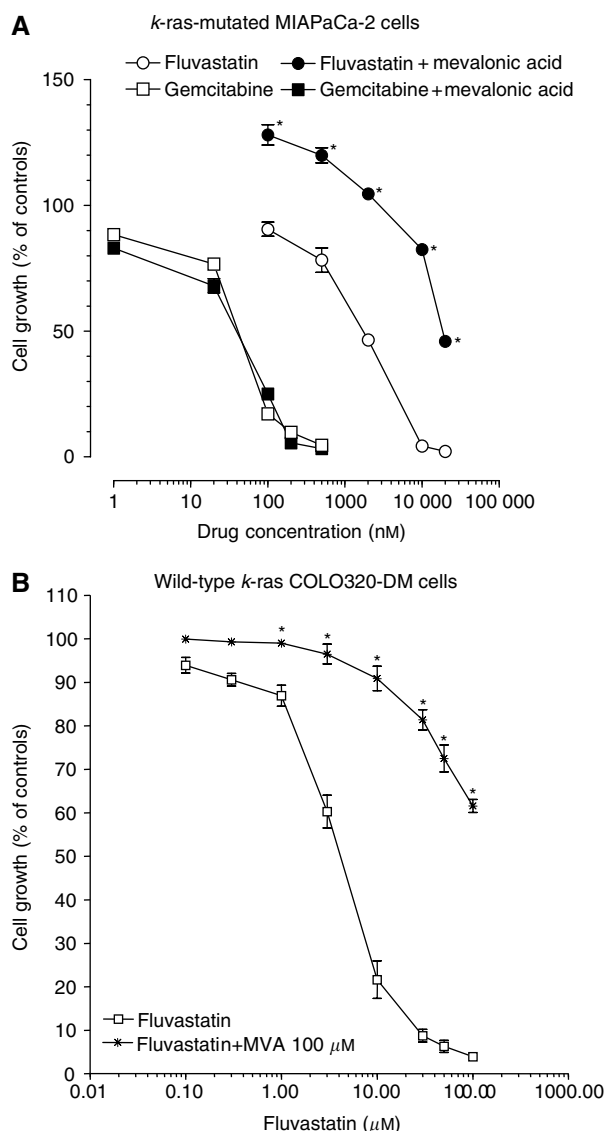 A
k-ras-mutated MIAPaCa-2 cells
Fluvastatin
Fluvastatin + mevalonic acid
Gemcitabine
Gemcitabine + mevalonic acid
150
100
50
0
Cell growth (% of controls)
*
*
*
*
*
1 10 100 1000 10 000 100 000
Drug concentration (nM)
B
Wild-type k-ras COLO320-DM cells
110
100
90
80
70
60
50
40
30
20
10
0
Cell growth (% of controls)
*
*
*
*
*
*
Fluvastatin
Fluvastatin+MVA 100 μM
0.01 0.10 1.00 10.00 100.00 1000.00
Fluvastatin (μM)